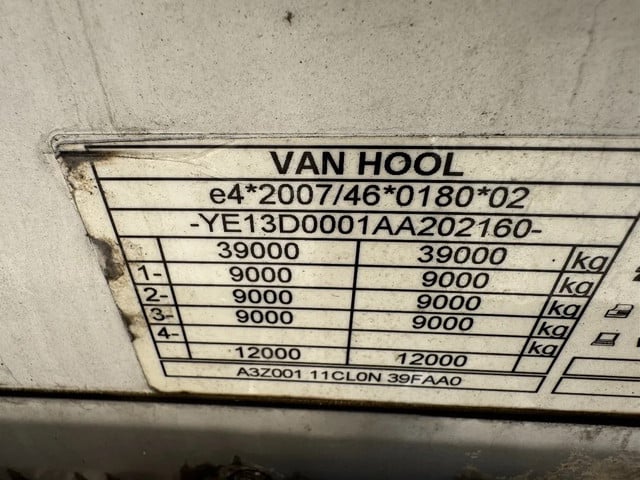 VAN HOOL
e4*2007/46*0180*02
-YE13D0001AA202160-
39000 39000 kg
1- 9000 9000 kg
2- 9000 9000 kg
3- 9000 9000 kg
4-
12000 12000 kg
A3Z001 11CL0N 39FAA0